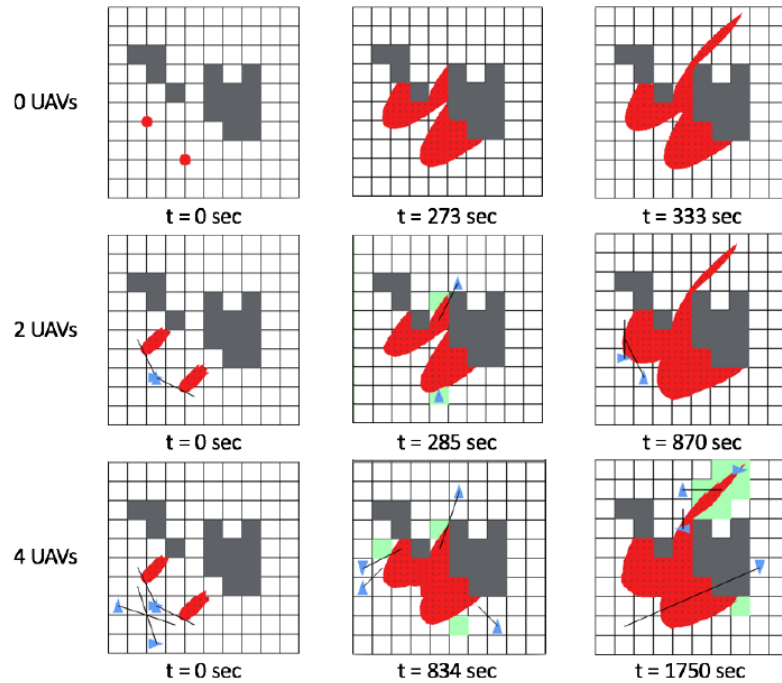 0 UAVs
t = 0 sec
t = 273 sec
t = 333 sec
2 UAVs
t = 0 sec
t = 285 sec
t = 870 sec
4 UAVs
t = 0 sec
t = 834 sec
t = 1750 sec